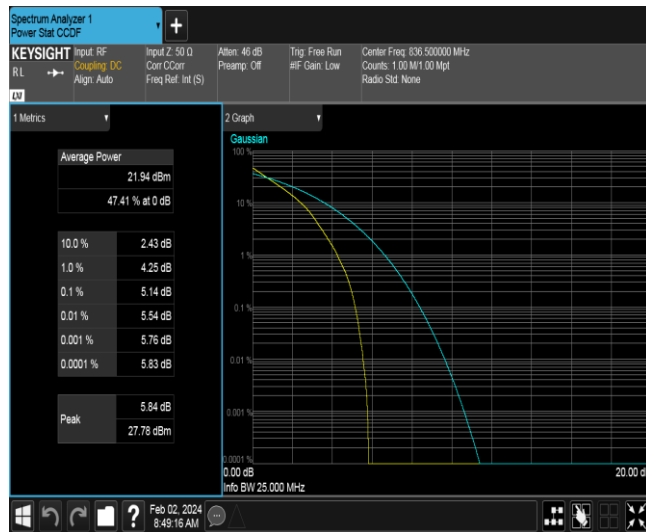 Spectrum Analyzer 1
Power Stat CCDF
+
KEYSIGHT
RL
LXI
Input: RF
Coupling: DC
Align: Auto
Input Z: 50 Ω
Corr CCorr
Freq Ref: Int (S)
Atten: 46 dB
Preamp: Off
Trig: Free Run
#IF Gain: Low
Center Freq: 836.500000 MHz
Counts: 1.00 M/1.00 Mpt
Radio Std: None
1 Metrics
Average Power
21.94 dBm
47.41 % at 0 dB
10.0 % 2.43 dB
1.0 % 4.25 dB
0.1 % 5.14 dB
0.01 % 5.54 dB
0.001 % 5.76 dB
0.0001 % 5.83 dB
Peak
5.84 dB
27.78 dBm
2 Graph
Gaussian
100 %
10 %
1 %
0.1 %
0.01 %
0.001 %
0.0001 %
0.00 dB 20.00 d
Info BW 25.000 MHz
?
Feb 02, 2024
8:49:16 AM